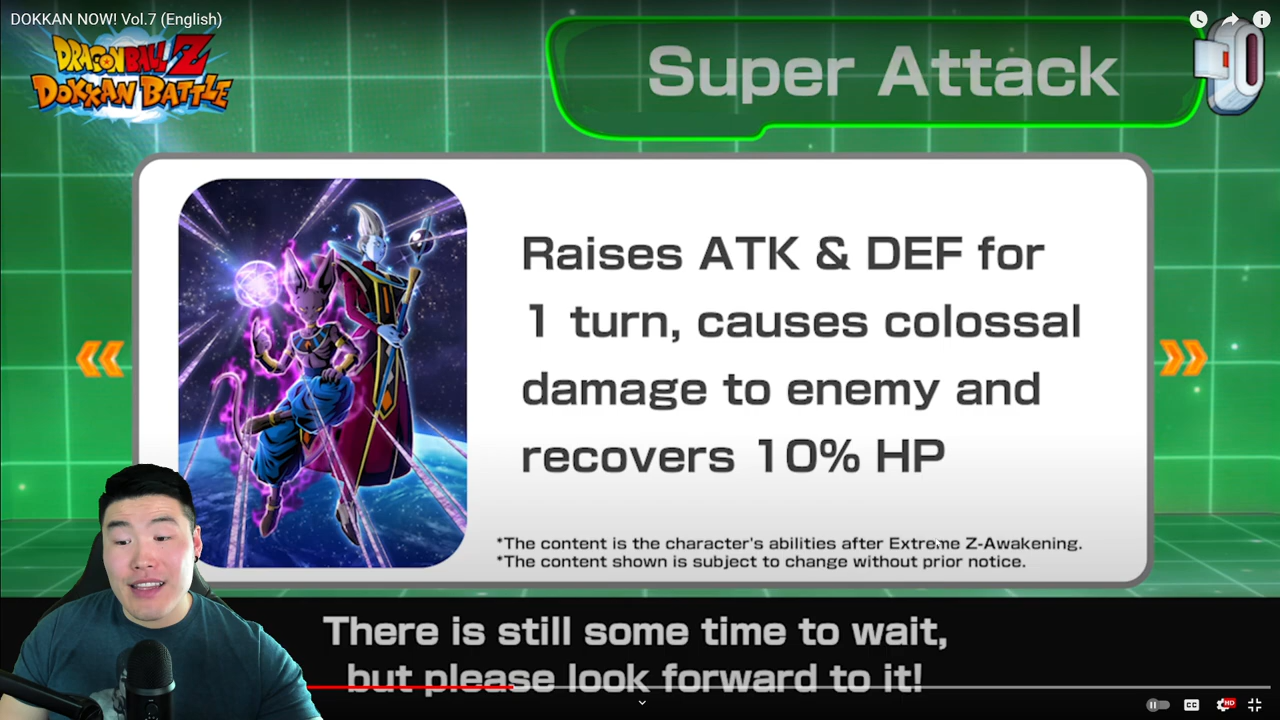 DOKKAN NOW! Vol.7 (English)
DRAGON BALL Z
DOKKAN BATTLE
Super Attack
Raises ATK & DEF for
1 turn, causes colossal
damage to enemy and
recovers 10% HP
*The content is the character's abilities after Extreme Z-Awakening.
*The content shown is subject to change without prior notice.
There is still some time to wait,
but please look forward to it!
CC
HD